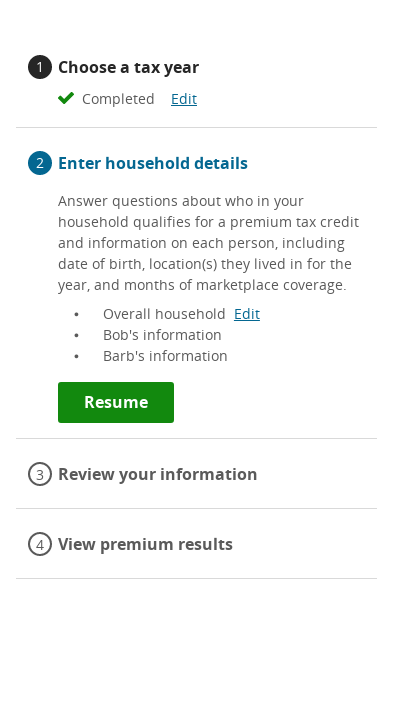 1 Choose a tax year
Completed Edit
2 Enter household details
Answer questions about who in your
household qualifies for a premium tax credit
and information on each person, including
date of birth, location(s) they lived in for the
year, and months of marketplace coverage.
• Overall household Edit
• Bob's information
• Barb's information
Resume
3 Review your information
4 View premium results